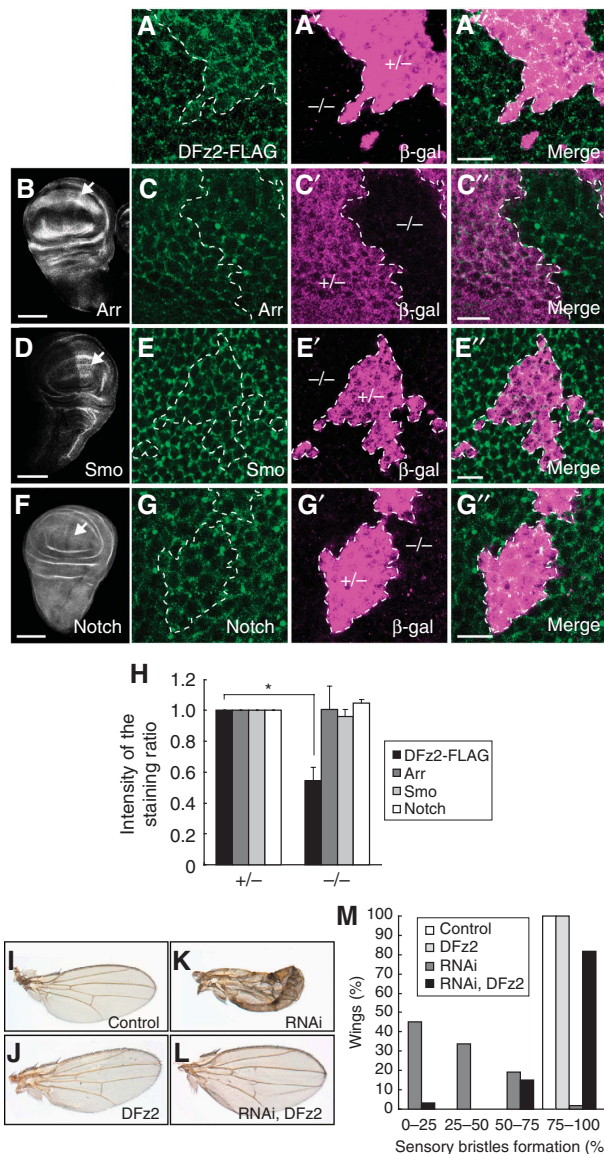 A
DFz2-FLAG
A′
+/−
−/−
β-gal
A″
Merge
B
Arr
C
Arr
C′
−/−
+/−
β-gal
C″
Merge
D
Smo
E
Smo
E′
−/−
+/−
β-gal
E″
Merge
F
Notch
G
Notch
G′
−/−
+/−
β-gal
G″
Merge
H
Intensity of the
staining ratio
1.2
1.0
0.8
0.6
0.4
0.2
0
*
+/−
−/−
DFz2-FLAG
Arr
Smo
Notch
I
Control
K
RNAi
J
DFz2
L
RNAi, DFz2
M
Wings (%)
100
90
80
70
60
50
40
30
20
10
0
Control
DFz2
RNAi
RNAi, DFz2
0–25
25–50
50–75
75–100
Sensory bristles formation (%